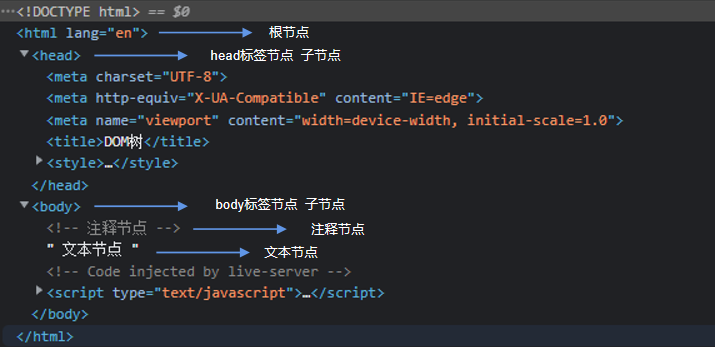 …<!DOCTYPE html> == $0
<html lang="en"> 根节点
▼<head> head标签节点 子节点
<meta charset="UTF-8">
<meta http-equiv="X-UA-Compatible" content="IE=edge">
<meta name="viewport" content="width=device-width, initial-scale=1.0">
<title>DOM树</title>
▶<style>…</style>
</head>
▼<body> body标签节点 子节点
<!-- 注释节点 --> 注释节点
" 文本节点 " 文本节点
<!-- Code injected by live-server -->
▶<script type="text/javascript">…</script>
</body>
</html>